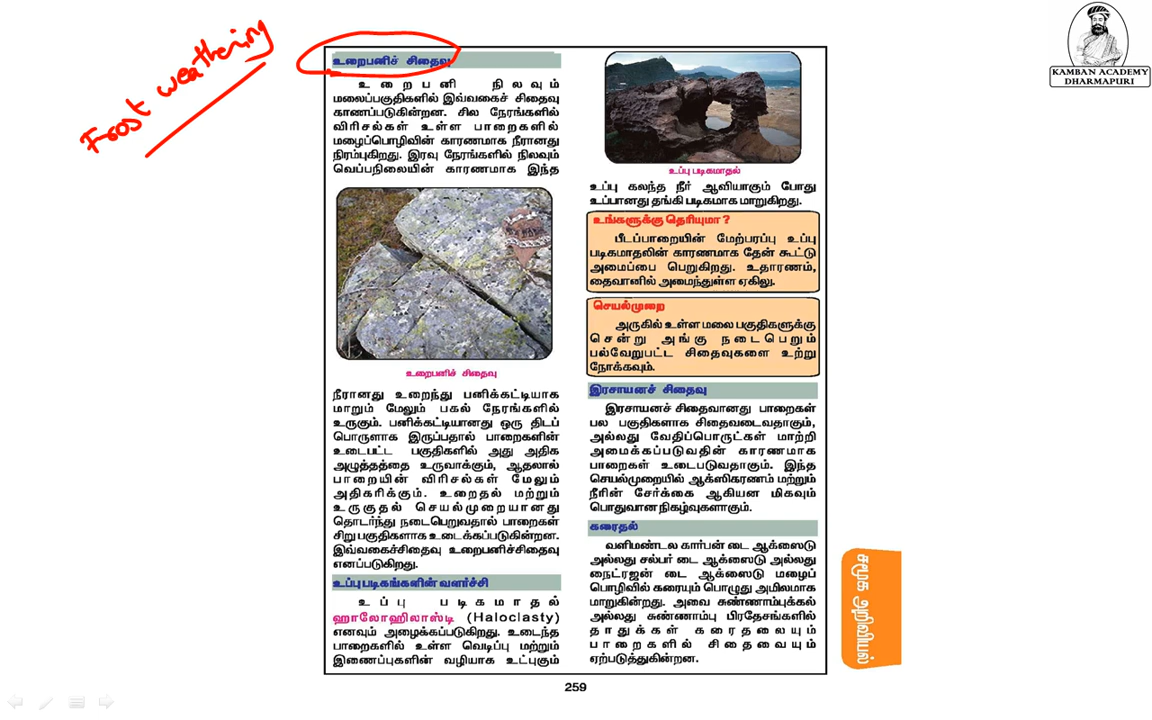 Frost weathering
KAMBAN ACADEMY
DHARMAPURI
உறைபனிச் சிதைவு
உறைபனி நிலவும்
மலைப்பகுதிகளில் இவ்வகைச் சிதைவு
காணப்படுகின்றன. சில நேரங்களில்
விரிசல்கள் உள்ள பாறைகளில்
மழைப்பொழிவின் காரணமாக நீரானது
நிரம்புகிறது. இரவு நேரங்களில் நிலவும்
வெப்பநிலையின் காரணமாக இந்த
உறைபனிச் சிதைவு
நீரானது உறைந்து பனிக்கட்டியாக
மாறும் மேலும் பகல் நேரங்களில்
உருகும். பனிக்கட்டியானது ஒரு திடப்
பொருளாக இருப்பதால் பாறைகளின்
உடைபட்ட பகுதிகளில் அது அதிக
அழுத்தத்தை உருவாக்கும், ஆதலால்
பாறையின் விரிசல்கள் மேலும்
அதிகரிக்கும். உறைதல் மற்றும்
உருகுதல் செயல்முறையானது
தொடர்ந்து நடைபெறுவதால் பாறைகள்
சிறு பகுதிகளாக உடைக்கப்படுகின்றன.
இவ்வகைச்சிதைவு உறைபனிச்சிதைவு
எனப்படுகிறது.
உப்பு படிகங்களின் வளர்ச்சி
உப்பு படிகமாதல்
ஹாலோஹிலாஸ்டி (Haloclasty)
எனவும் அழைக்கப்படுகிறது. உடைந்த
பாறைகளில் உள்ள வெடிப்பு மற்றும்
இணைப்புகளின் வழியாக உட்புகும்
உப்பு படிகமாதல்
உப்பு கலந்த நீர் ஆவியாகும் போது
உப்பானது தங்கி படிகமாக மாறுகிறது.
உங்களுக்கு தெரியுமா ?
பீடப்பாறையின் மேற்பரப்பு உப்பு
படிகமாதலின் காரணமாக தேன் கூட்டு
அமைப்பை பெறுகிறது. உதாரணம்,
தைவானில் அமைந்துள்ள ஏகிலு.
செயல்முறை
அருகில் உள்ள மலை பகுதிகளுக்கு
சென்று அங்கு நடைபெறும்
பல்வேறுபட்ட சிதைவுகளை உற்று
நோக்கவும்.
இரசாயனச் சிதைவு
இரசாயனச் சிதைவானது பாறைகள்
பல பகுதிகளாக சிதைவடைவதாகும்,
அல்லது வேதிப்பொருட்கள் மாற்றி
அமைக்கப்படுவதின் காரணமாக
பாறைகள் உடைபடுவதாகும். இந்த
செயல்முறையில் ஆக்ஸிகரணம் மற்றும்
நீரின் சேர்க்கை ஆகியன மிகவும்
பொதுவான நிகழ்வுகளாகும்.
கரைதல்
வளிமண்டல கார்பன் டை ஆக்ஸைடு
அல்லது சல்பர் டை ஆக்ஸைடு அல்லது
நைட்ரஜன் டை ஆக்ஸைடு மழைப்
பொழிவில் கரையும் பொழுது அமிலமாக
மாறுகின்றது. அவை சுண்ணாம்புக்கல்
அல்லது சுண்ணாம்பு பிரதேசங்களில்
தாதுக்கள் கரைதலையும்
பாறைகளில் சிதைவையும்
ஏற்படுத்துகின்றன.
சமூக அறிவியல்
259